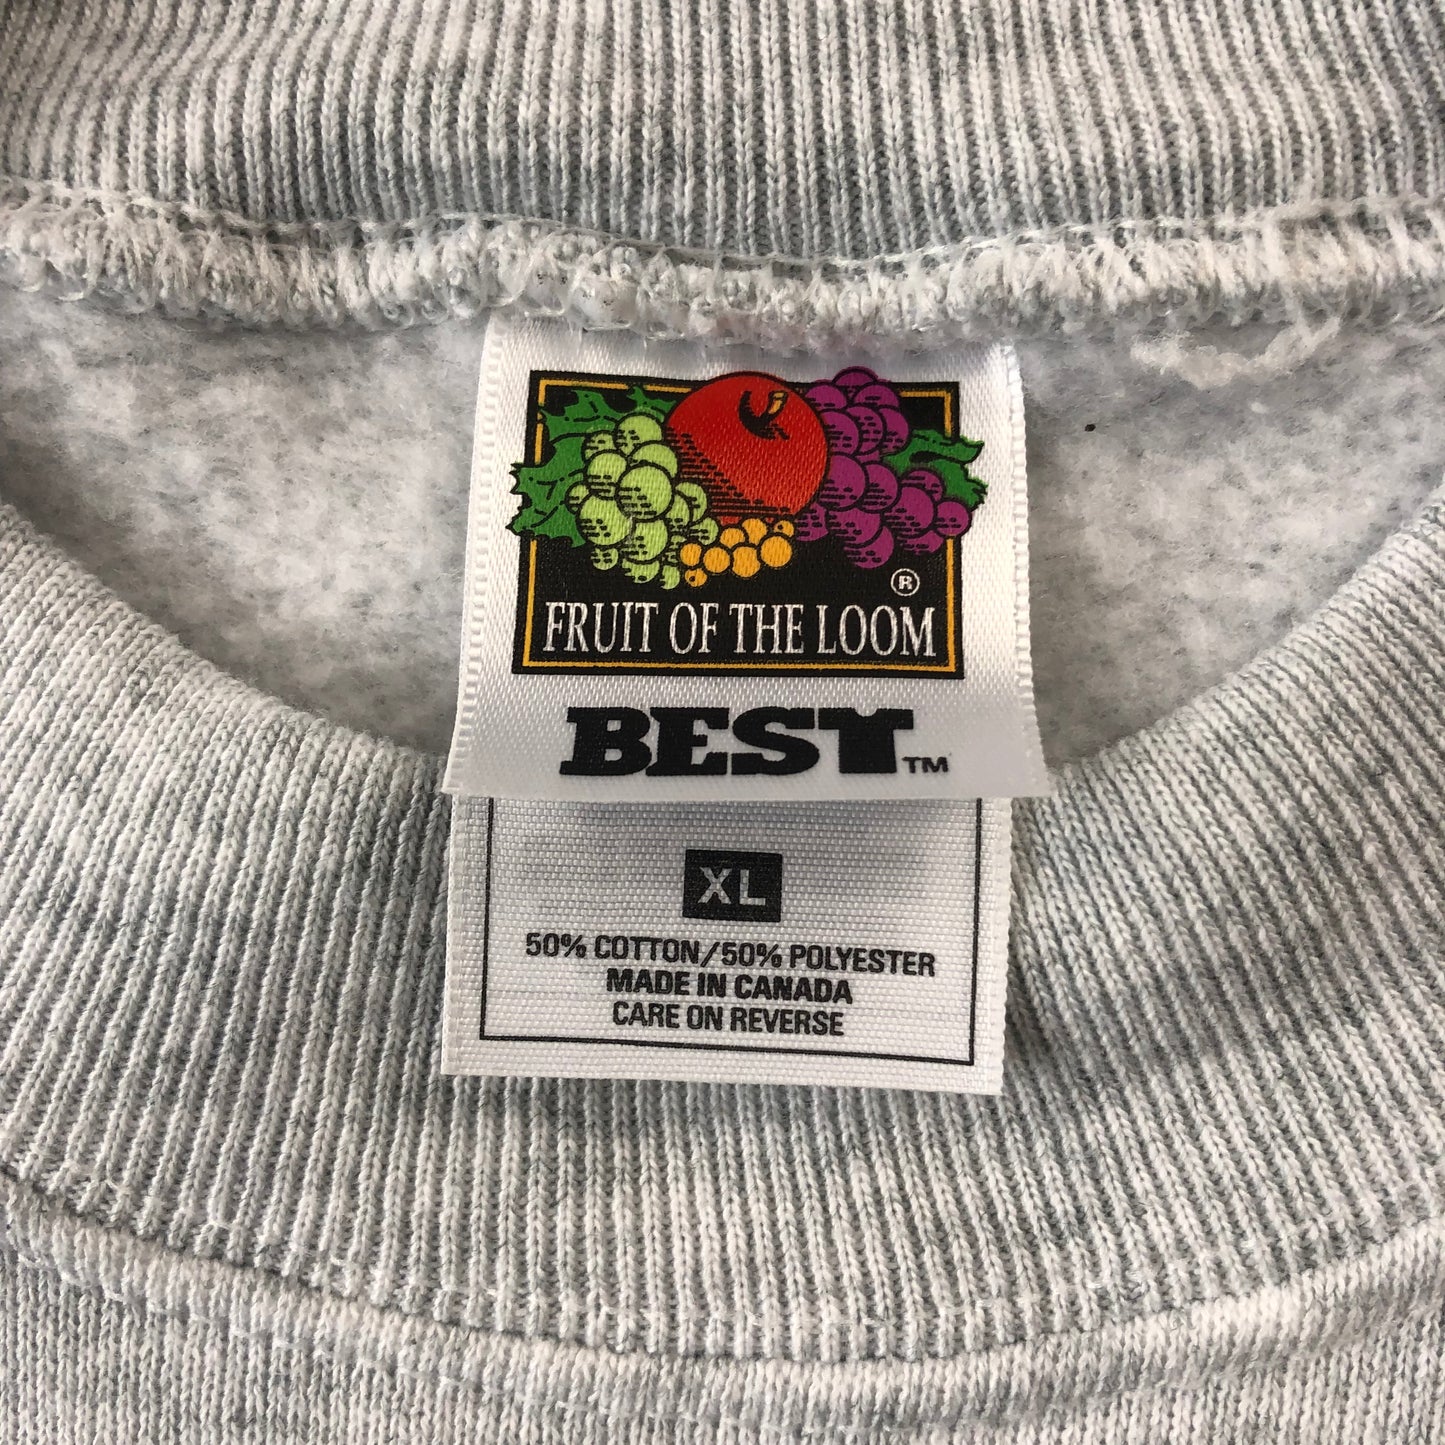 ®
FRUIT OF THE LOOM
BEST™
XL
50% COTTON/50% POLYESTER
MADE IN CANADA
CARE ON REVERSE